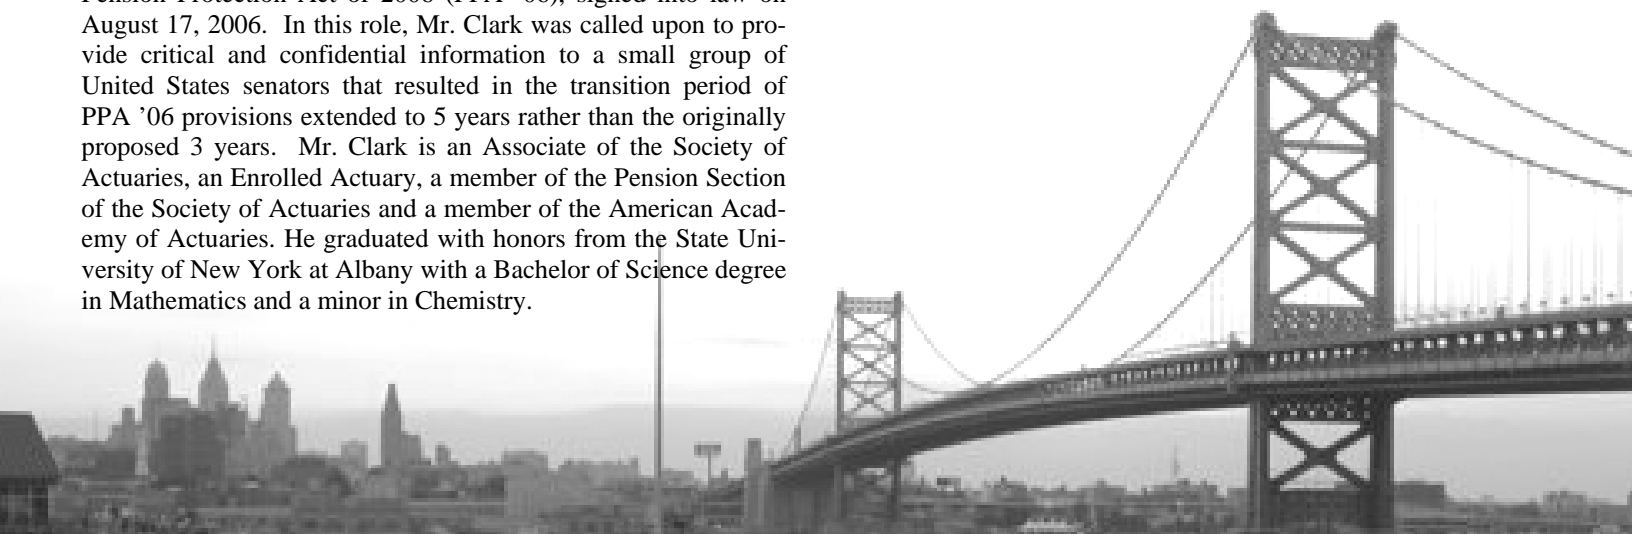 Pension Protection Act of 2006 (PPA ’06), signed into law on
August 17, 2006.  In this role, Mr. Clark was called upon to pro-
vide critical and confidential information to a small group of
United States senators that resulted in the transition period of
PPA ’06 provisions extended to 5 years rather than the originally
proposed 3 years.  Mr. Clark is an Associate of the Society of
Actuaries, an Enrolled Actuary, a member of the Pension Section
of the Society of Actuaries and a member of the American Acad-
emy of Actuaries. He graduated with honors from the State Uni-
versity of New York at Albany with a Bachelor of Science degree
in Mathematics and a minor in Chemistry.